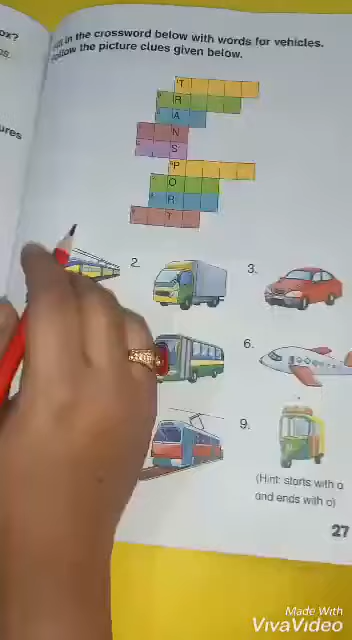 ox?
ures
in the crossword below with words for vehicles.
ollow the picture clues given below.
T
R
A
N
S
P
O
R
T
2.
3.
6.
9.
(Hint: starts with a
and ends with o)
27
Made With
VivaVideo